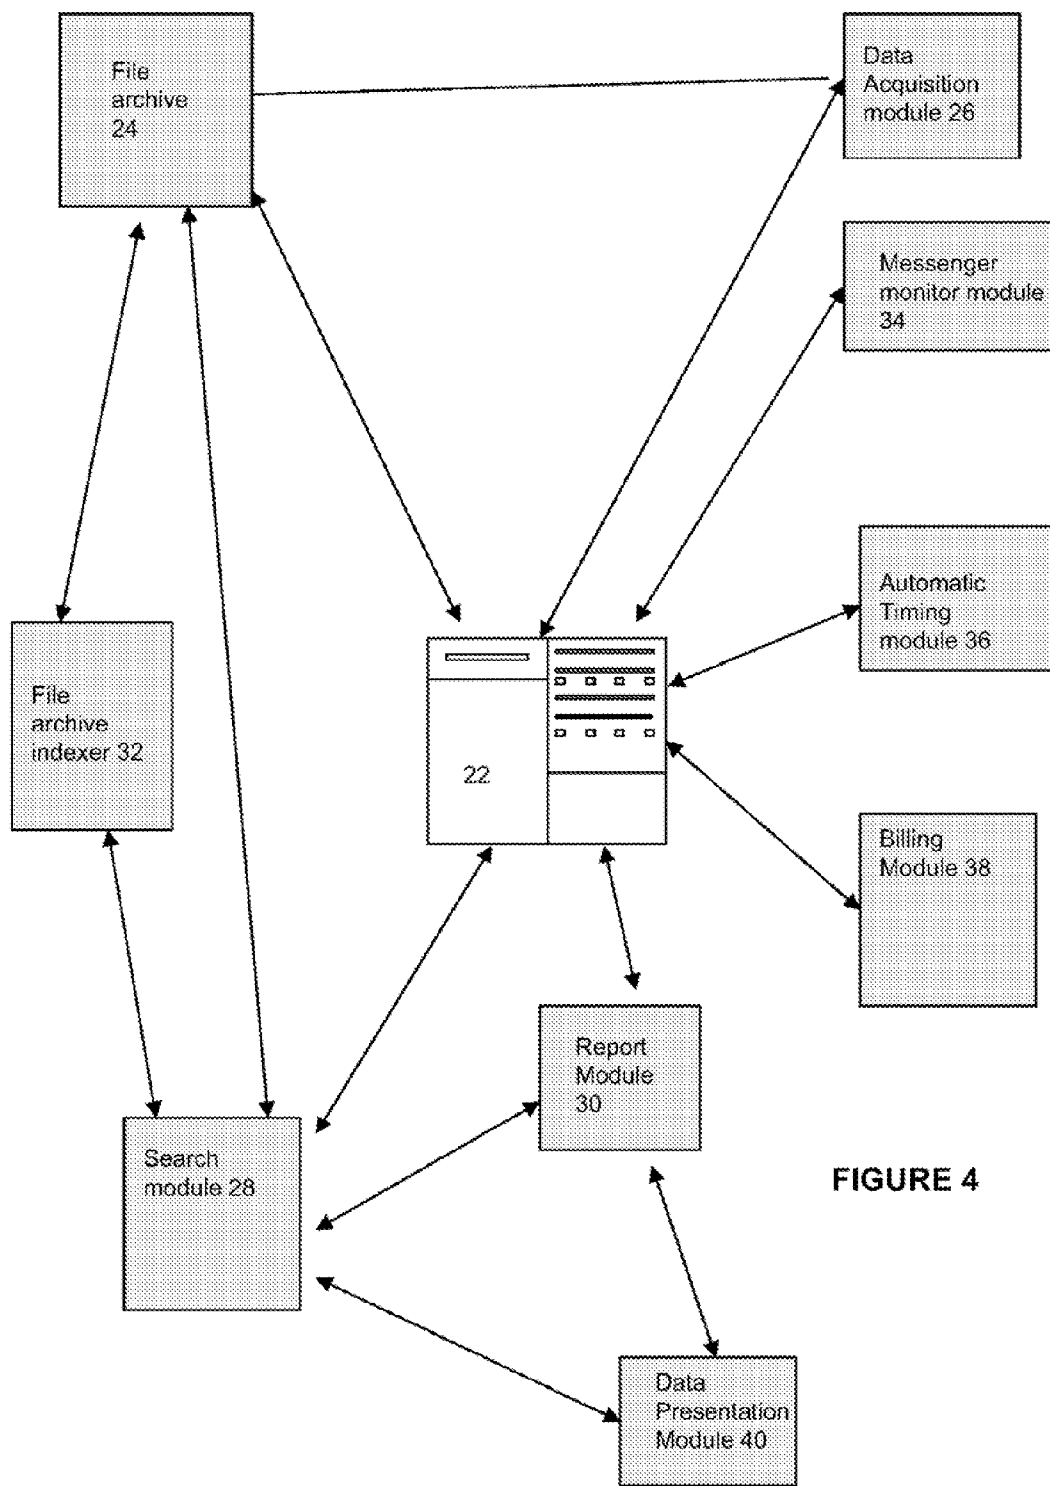 File
archive
24
Data
Acquisition
module 26
Messenger
monitor module
34
Automatic
Timing
module 36
File
archive
indexer 32
22
Billing
Module 38
Report
Module
30
Search
module 28
FIGURE 4
Data
Presentation
Module 40